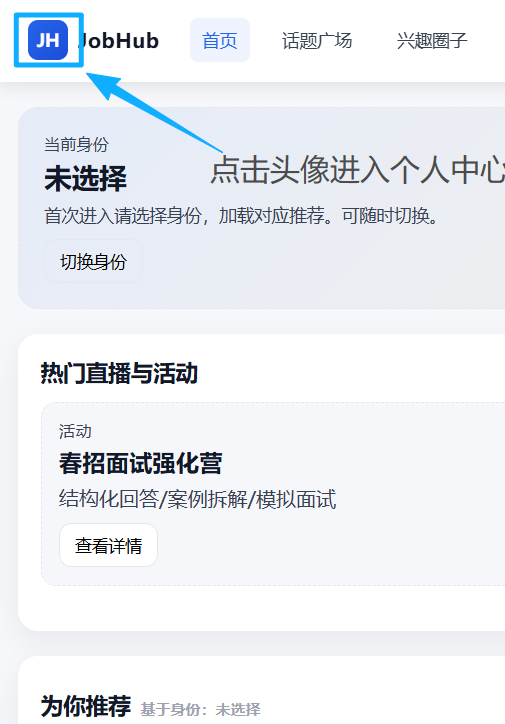 JH JobHub 首页 话题广场 兴趣圈子
当前身份
点击头像进入个人中心
未选择
首次进入请选择身份，加载对应推荐。可随时切换。
切换身份
热门直播与活动
活动
春招面试强化营
结构化回答/案例拆解/模拟面试
查看详情
为你推荐 基于身份：未选择